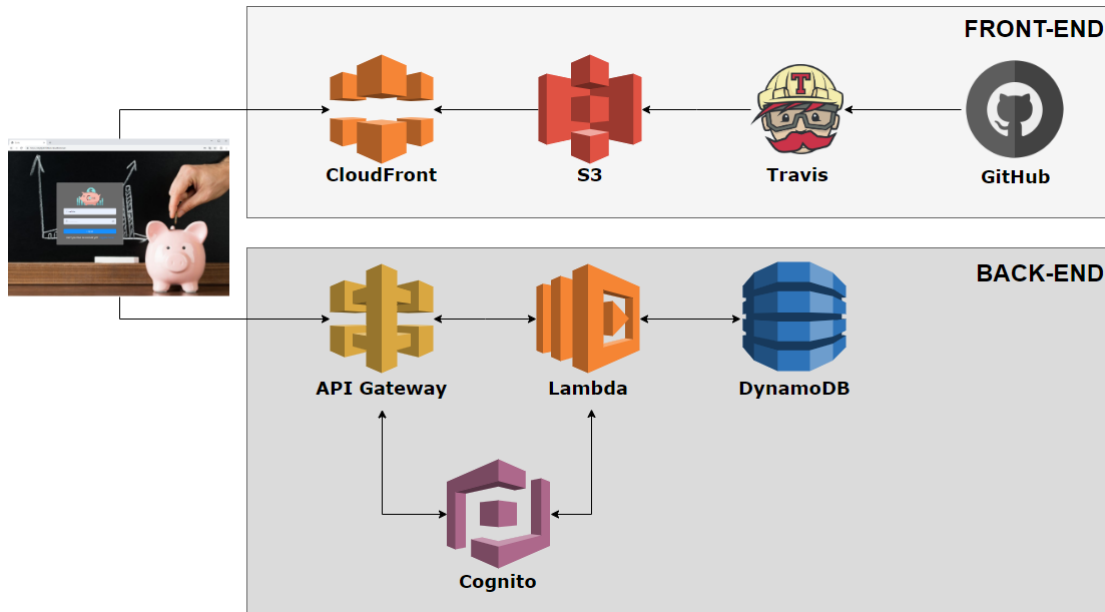 FRONT-END
CloudFront
S3
Travis
GitHub
BACK-END
API Gateway
Lambda
DynamoDB
Cognito
T